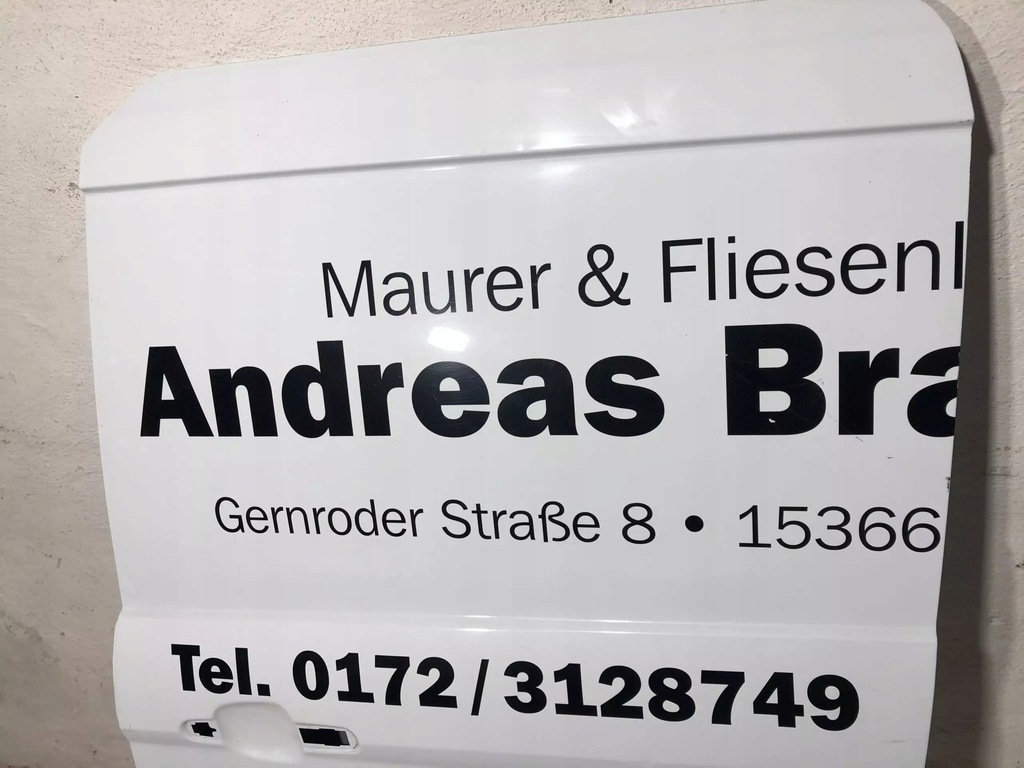 Maurer & Fliesenl
Andreas Bra
Gernroder Straße 8 • 15366
Tel. 0172/3128749